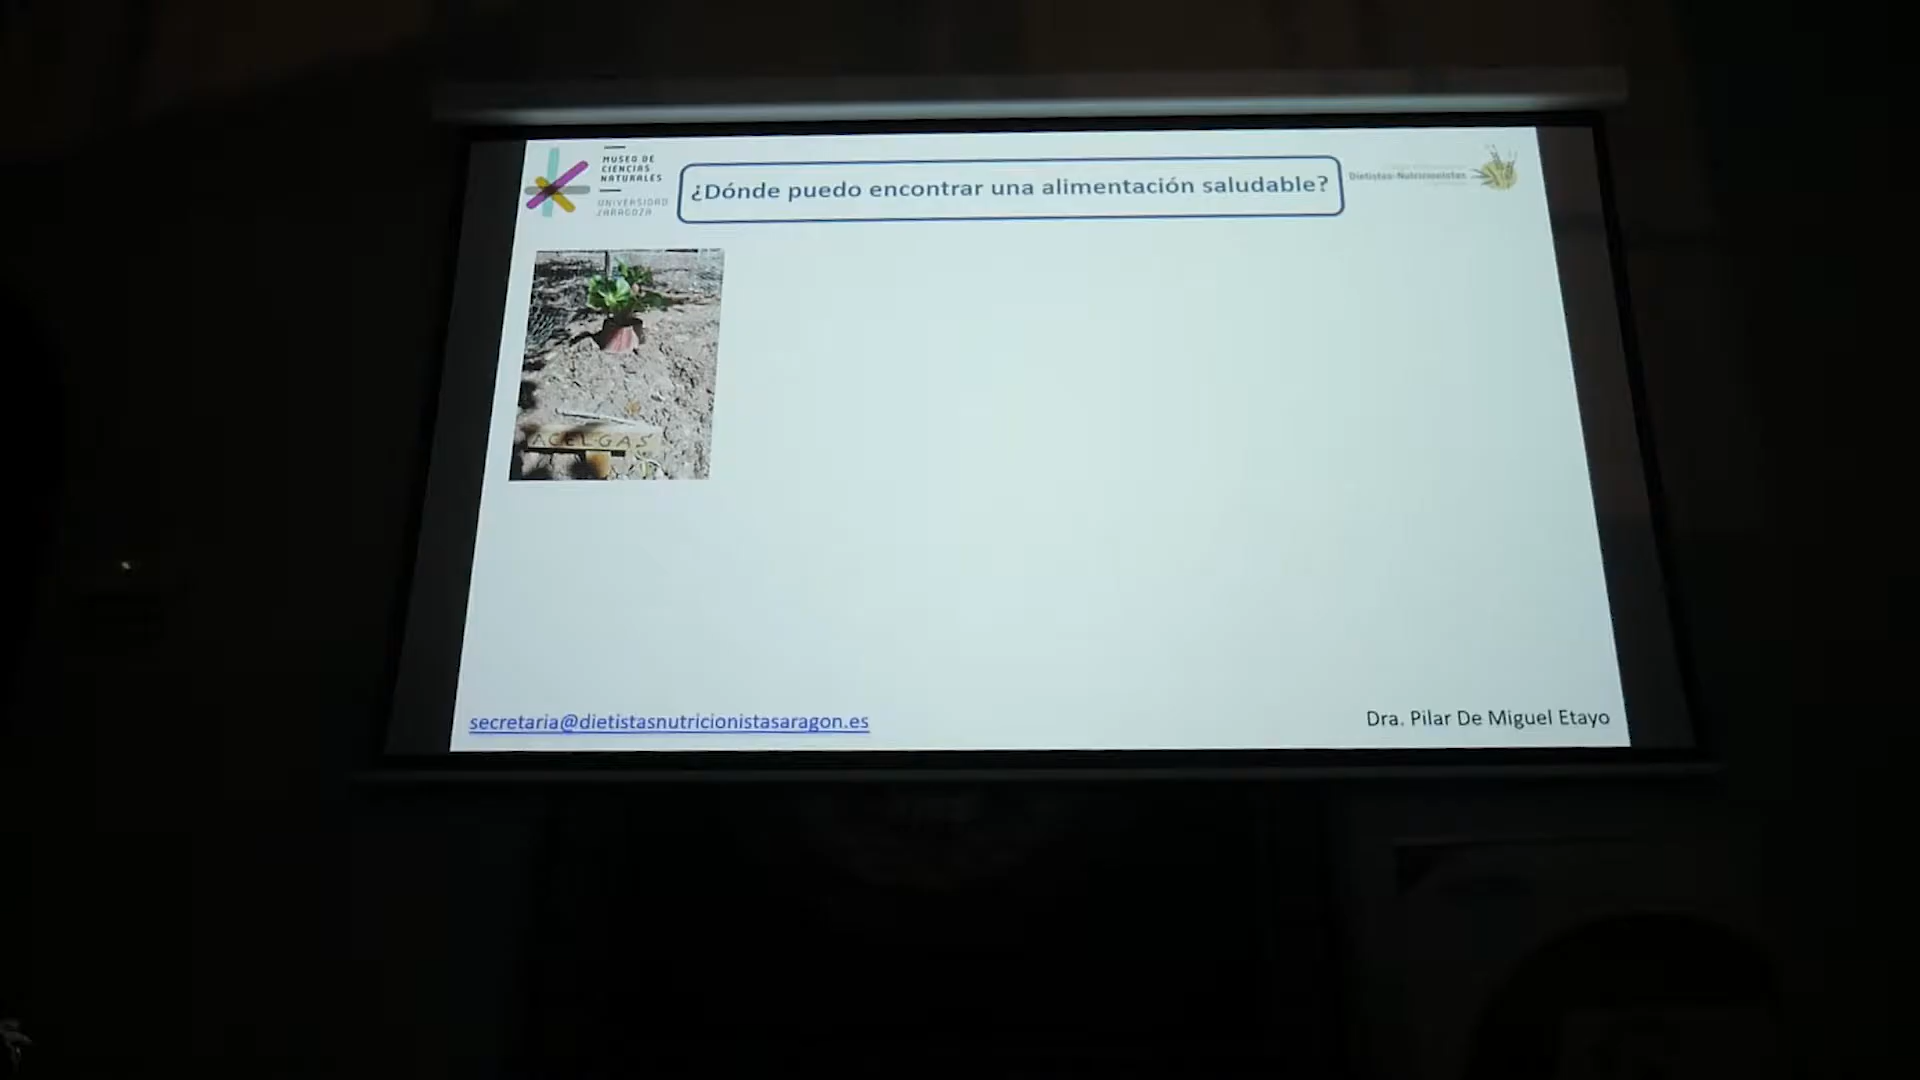 MUSEO DE
CIENCIAS
NATURALES
UNIVERSIDAD
ZARAGOZA
¿Dónde puedo encontrar una alimentación saludable?
Dietistas-Nutricionistas
ACELGAS
secretaria@dietistasnutricionistasaragon.es
Dra. Pilar De Miguel Etayo